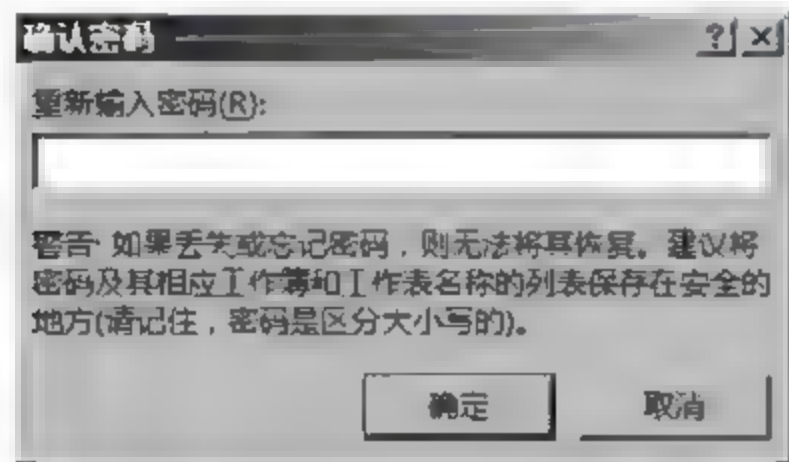 确认密码
重新输入密码(R):
警告: 如果丢失或忘记密码，则无法将其恢复。建议将
密码及其相应工作簿和工作表名称的列表保存在安全的
地方(请记住，密码是区分大小写的)。
确定 取消